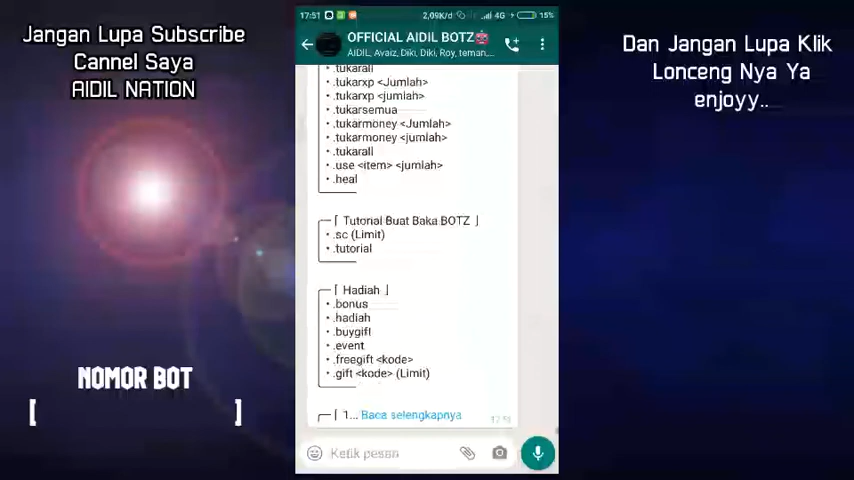 Jangan Lupa Subscribe
Cannel Saya
AIDIL NATION
NOMOR BOT
[ ]
17:51
2,09K/d
4G
15%
OFFICIAL AIDIL BOTZ
AIDIL, Avaiz, Diki, Diki, Roy, teman,...
• .tukarall
• .tukarxp <Jumlah>
• .tukarxp <jumlah>
• .tukarsemua
• .tukarmoney <Jumlah>
• .tukarmoney <jumlah>
• .tukarall
• .use <item> <jumlah>
• .heal
⌈ Tutorial Buat Baka BOTZ ⌋
• .sc (Limit)
• .tutorial
⌈ Hadiah ⌋
• .bonus
• .hadiah
• .buygift
• .event
• .freegift <kode>
• .gift <kode> (Limit)
⌈ 1... Baca selengkapnya
Ketik pesan
Dan Jangan Lupa Klik
Lonceng Nya Ya
enjoyy..